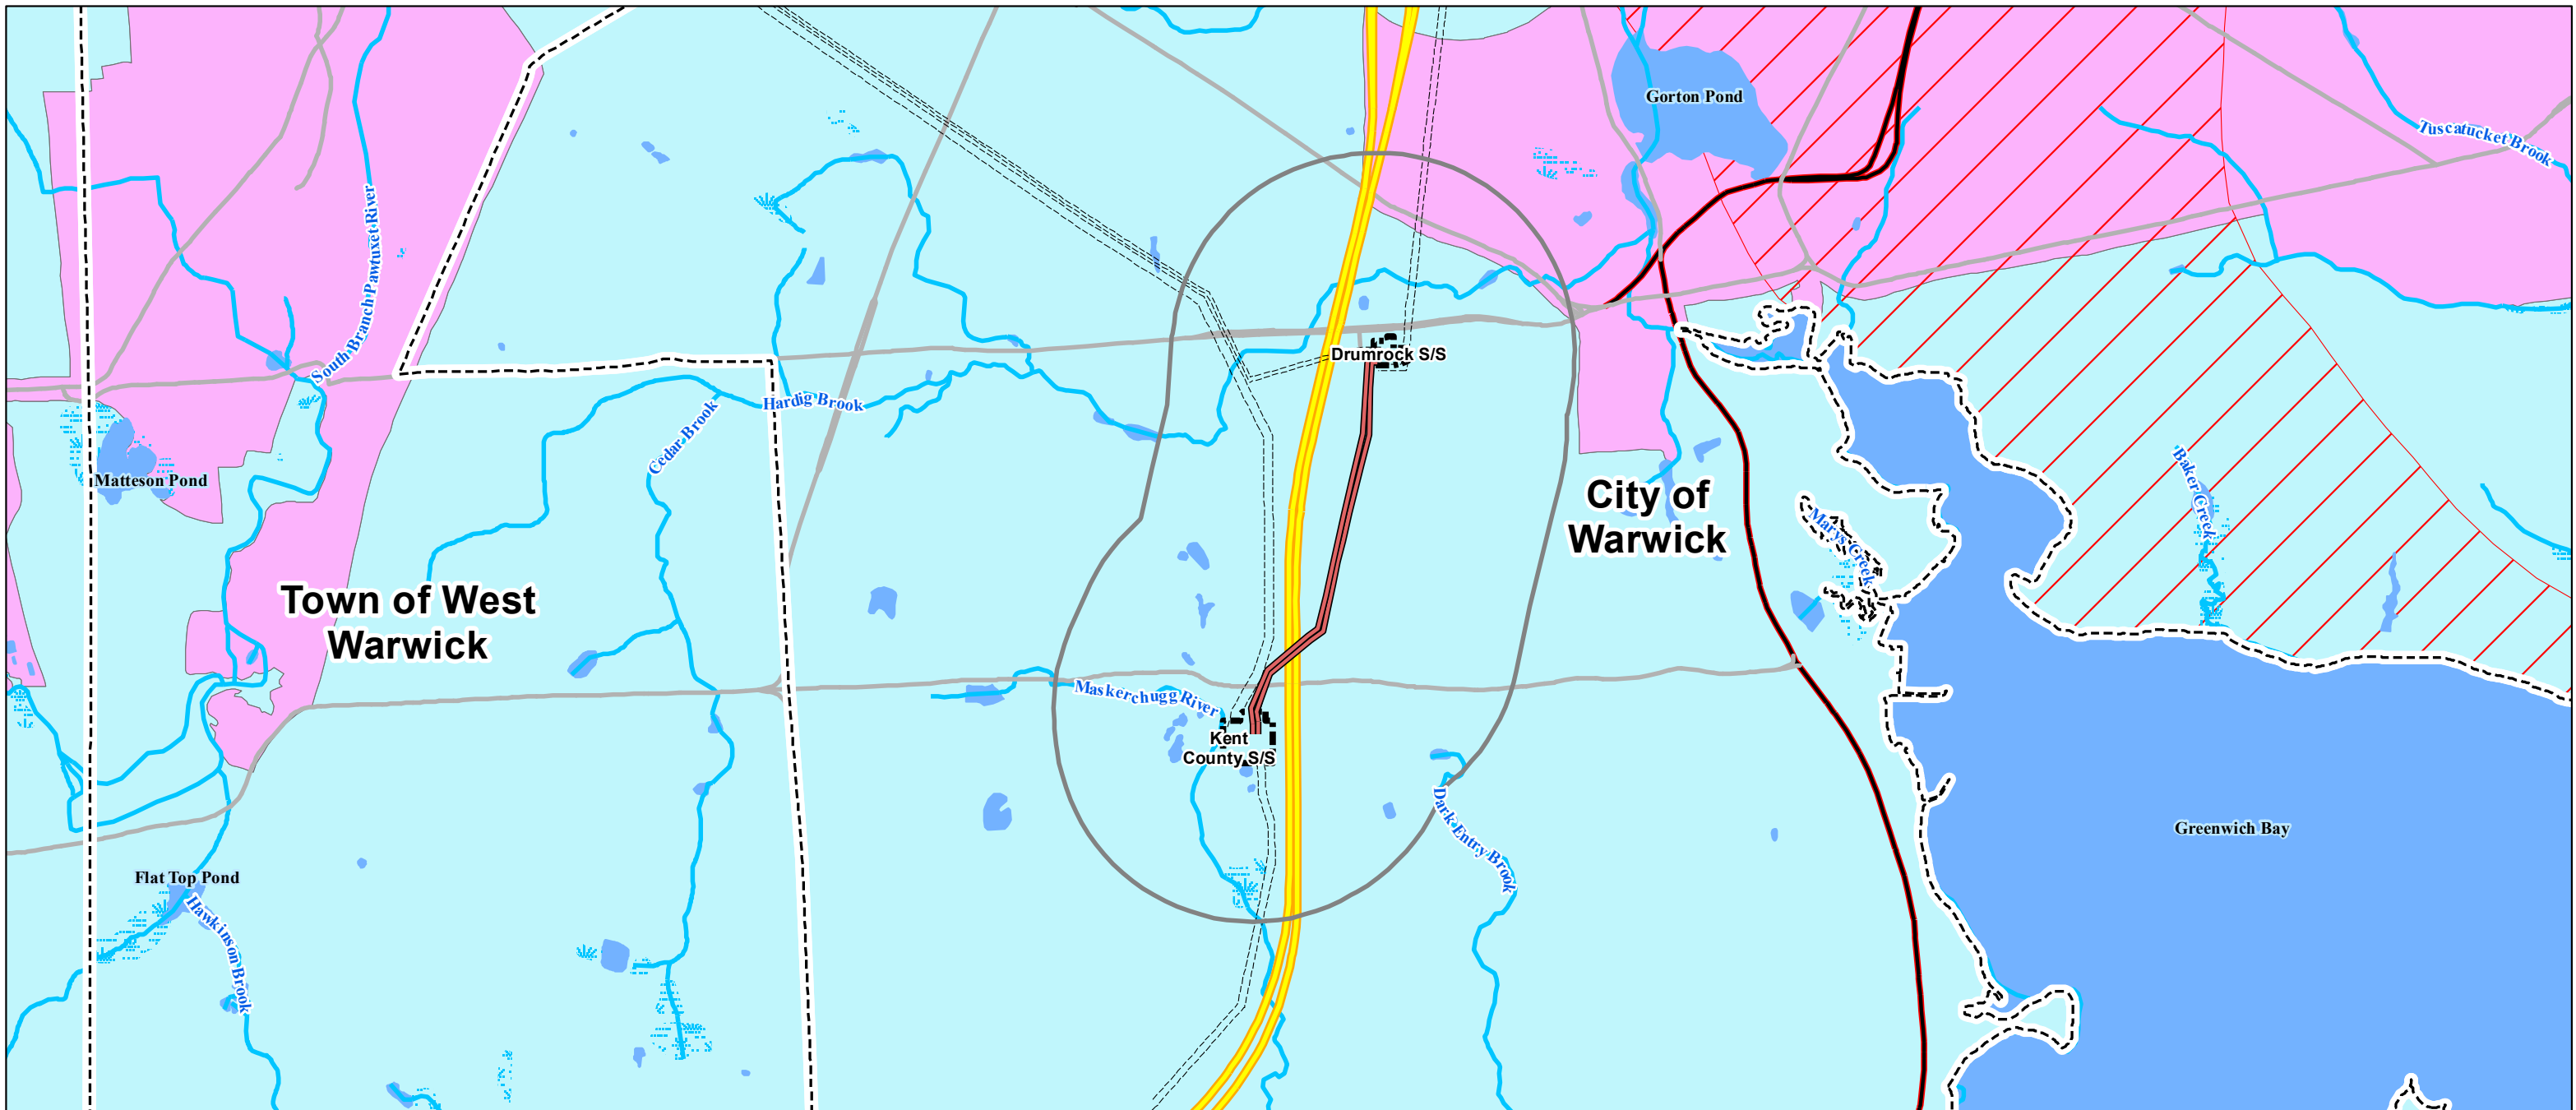 Gorton Pond
Tuscatucket Brook
South Branch Pawtuxet River
Drumrock S/S
Hardig Brook
Cedar Brook
Matteson Pond
City of
Warwick
Baker Creek
Marys Creek
Town of West
Warwick
Maskerchugg River
Kent
County S/S
Dark Entry Brook
Greenwich Bay
Flat Top Pond
Hawkinson Brook